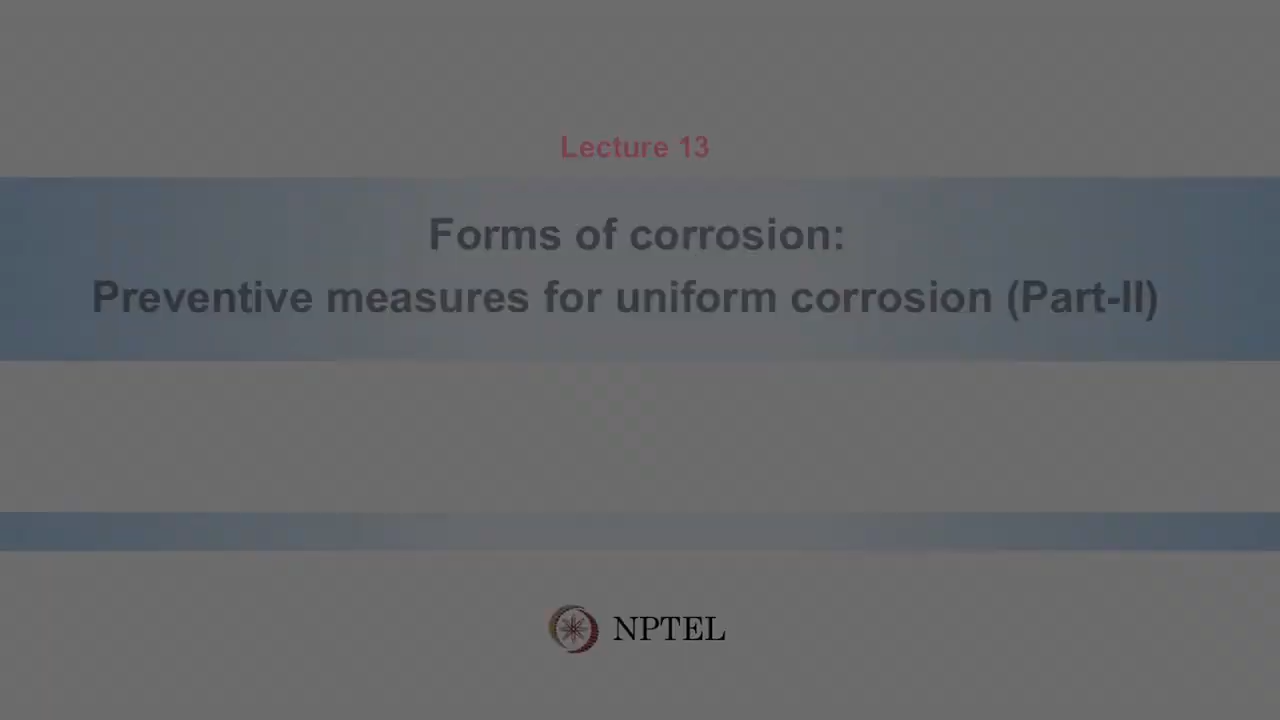 Lecture 13
Forms of corrosion:
Preventive measures for uniform corrosion (Part-II)
NPTEL